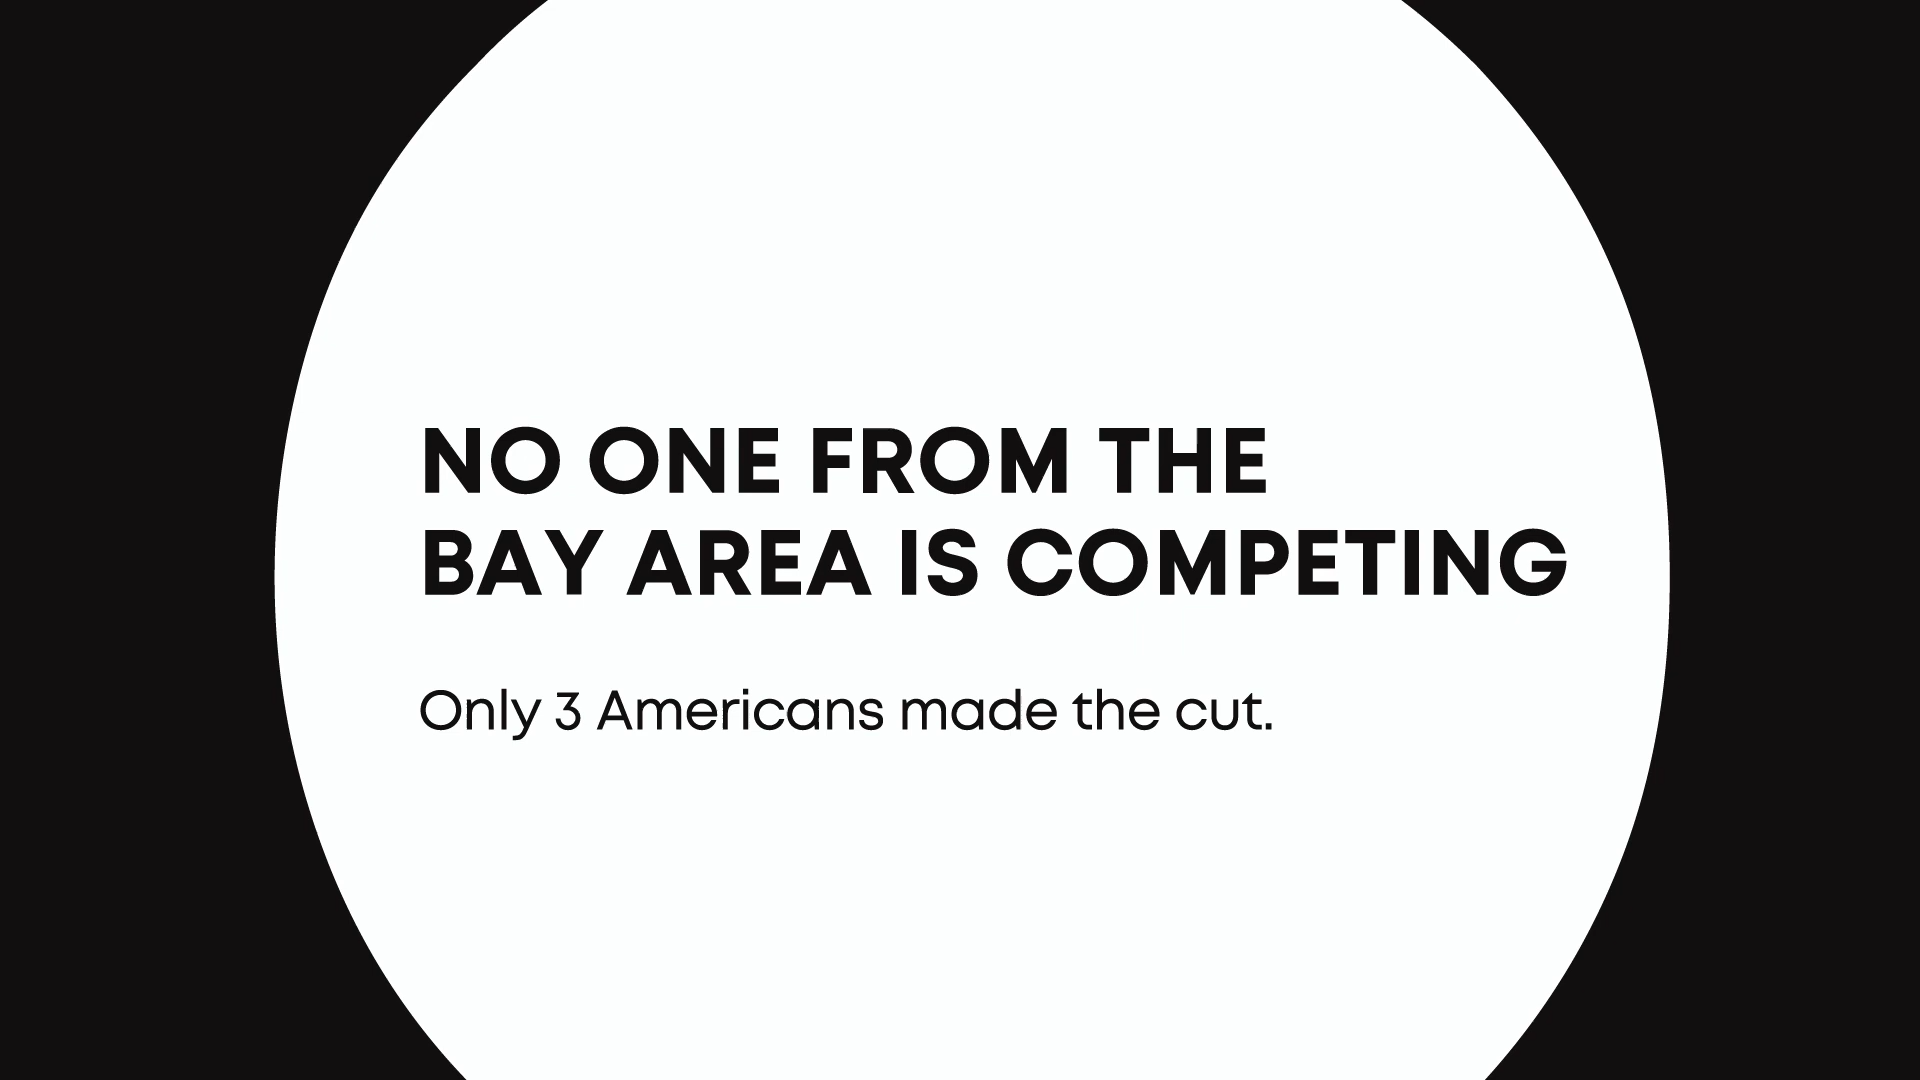 NO ONE FROM THE
BAY AREA IS COMPETING
Only 3 Americans made the cut.